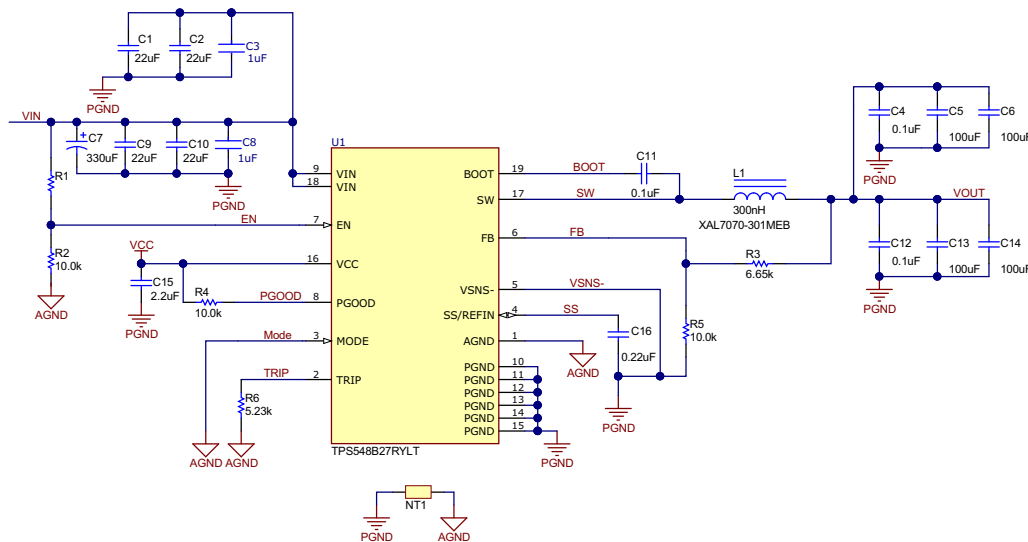 C1
22uF
C2
22uF
C3
1uF
PGND
VIN
R1
C7
330uF
C9
22uF
C10
22uF
C8
1uF
PGND
EN
R2
10.0k
AGND
VCC
C15
2.2uF
PGND
R4
10.0k
PGOOD
Mode
TRIP
R6
5.23k
AGND
AGND
U1
9 VIN
18 VIN
7 EN
16 VCC
8 PGOOD
3 MODE
2 TRIP
BOOT 19
SW 17
FB 6
VSNS- 5
SS/REFIN 4
AGND 1
PGND 10
PGND 11
PGND 12
PGND 13
PGND 14
PGND 15
TPS548B27RYLT
BOOT
C11
0.1uF
SW
L1
300nH
XAL7070-301MEB
FB
R3
6.65k
VSNS-
SS
C16
0.22uF
R5
10.0k
AGND
PGND
PGND
C4
0.1uF
C5
100uF
C6
100uF
PGND
VOUT
C12
0.1uF
C13
100uF
C14
100uF
PGND
NT1
PGND
AGND